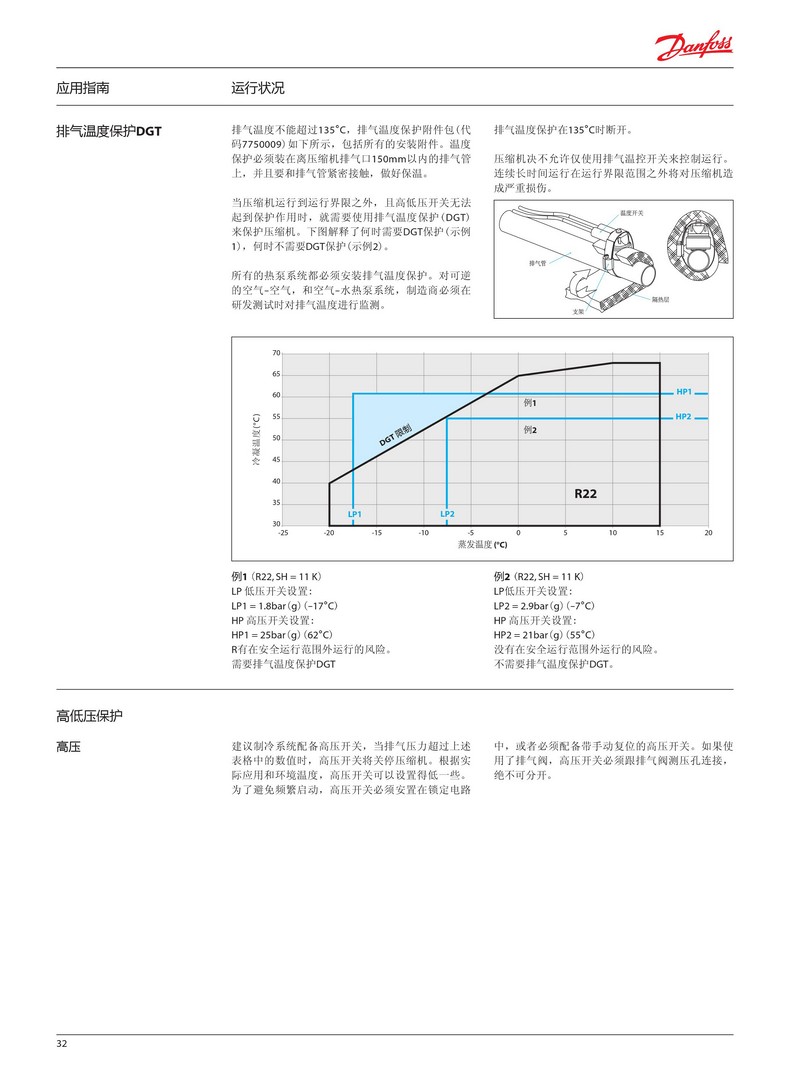 Danfoss
应用指南
运行状况
排气温度保护DGT
排气温度不能超过135°C，排气温度保护附件包（代
码7750009）如下所示，包括所有的安装附件。温度
保护必须装在离压缩机排气口150mm以内的排气管
上，并且要和排气管紧密接触，做好保温。
当压缩机运行到运行界限之外，且高低压开关无法
起到保护作用时，就需要使用排气温度保护（DGT）
来保护压缩机。下图解释了何时需要DGT保护（示例
1），何时不需要DGT保护（示例2）。
所有的热泵系统都必须安装排气温度保护。对可逆
的空气–空气，和空气–水热泵系统，制造商必须在
研发测试时对排气温度进行监测。
排气温度保护在135°C时断开。
压缩机决不允许仅使用排气温控开关来控制运行。
连续长时间运行在运行界限范围之外将对压缩机造
成严重损伤。
温度开关
排气管
隔热层
支架
70
65
60
55
50
45
40
35
30
冷凝温度(°C)
HP1
例1
HP2
例2
DGT 限制
R22
LP1
LP2
-25 -20 -15 -10 -5 0 5 10 15 20
蒸发温度 (°C)
例1（R22, SH = 11 K）
LP 低压开关设置：
LP1 = 1.8bar（g）（–17°C）
HP 高压开关设置：
HP1 = 25bar（g）（62°C）
R有在安全运行范围外运行的风险。
需要排气温度保护DGT
例2（R22, SH = 11 K）
LP低压开关设置：
LP2 = 2.9bar（g）（–7°C）
HP 高压开关设置：
HP2 = 21bar（g）（55°C）
没有在安全运行范围外运行的风险。
不需要排气温度保护DGT。
高低压保护
高压
建议制冷系统配备高压开关，当排气压力超过上述
表格中的数值时，高压开关将关停压缩机。根据实
际应用和环境温度，高压开关可以设置得低一些。
为了避免频繁启动，高压开关必须安置在锁定电路
中，或者必须配备带手动复位的高压开关。如果使
用了排气阀，高压开关必须跟排气阀测压孔连接，
绝不可分开。
32